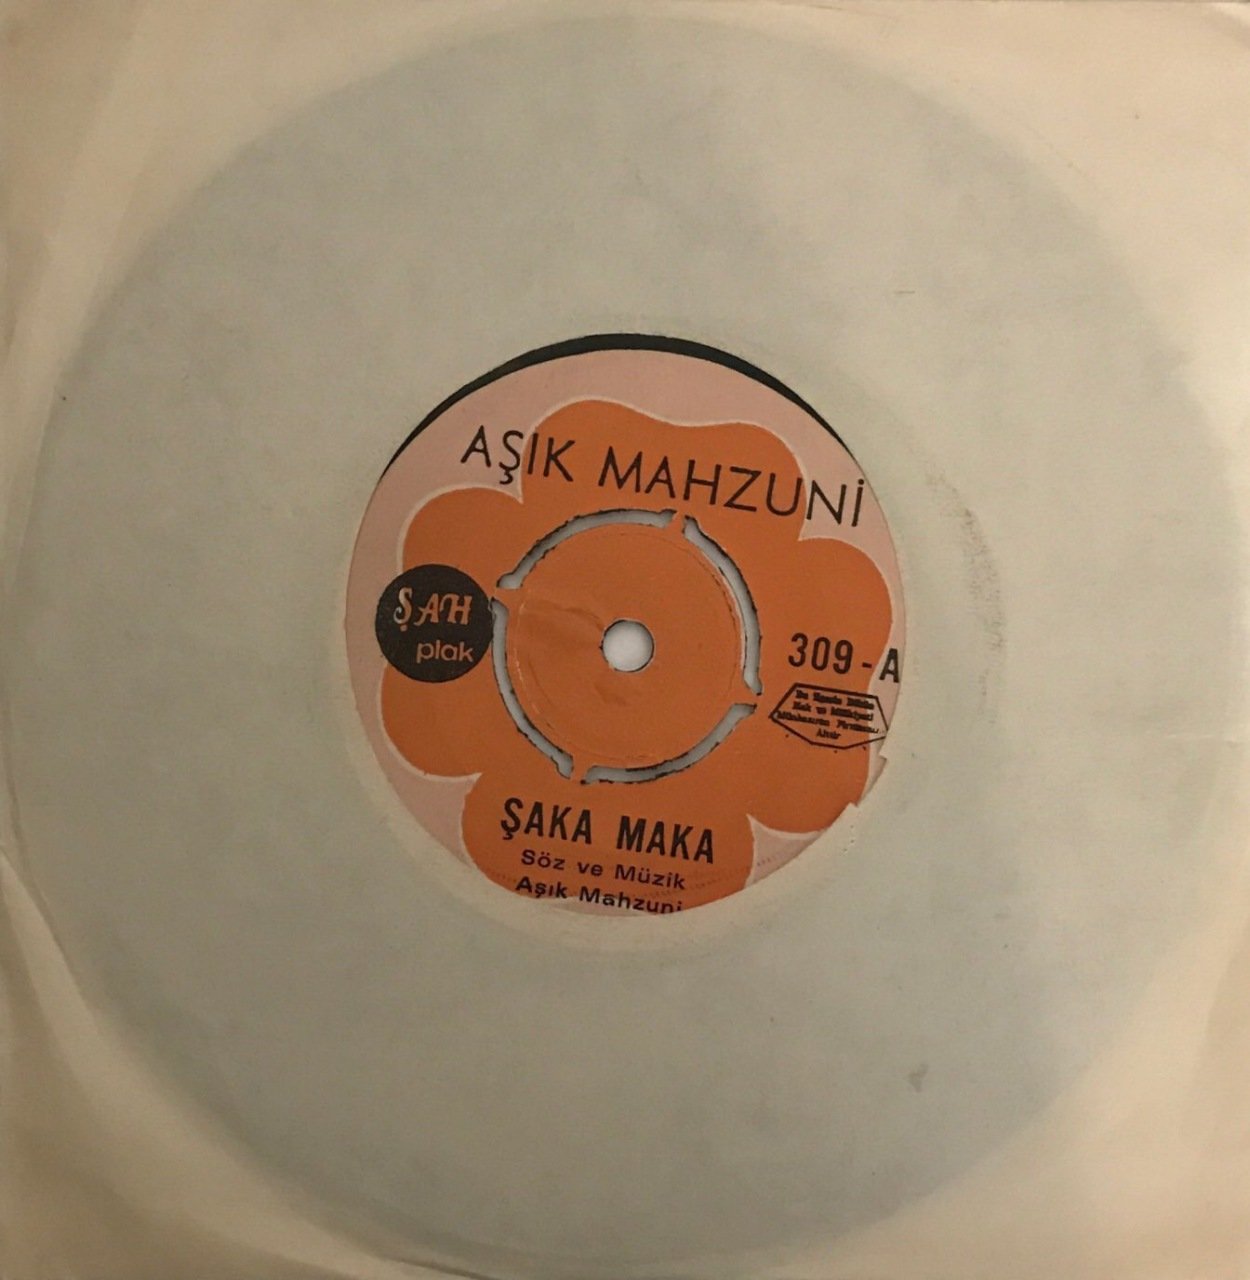 AŞIK MAHZUNİ
ŞAH
plak
309-A
ŞAKA MAKA
Söz ve Müzik
Aşık Mahzuni